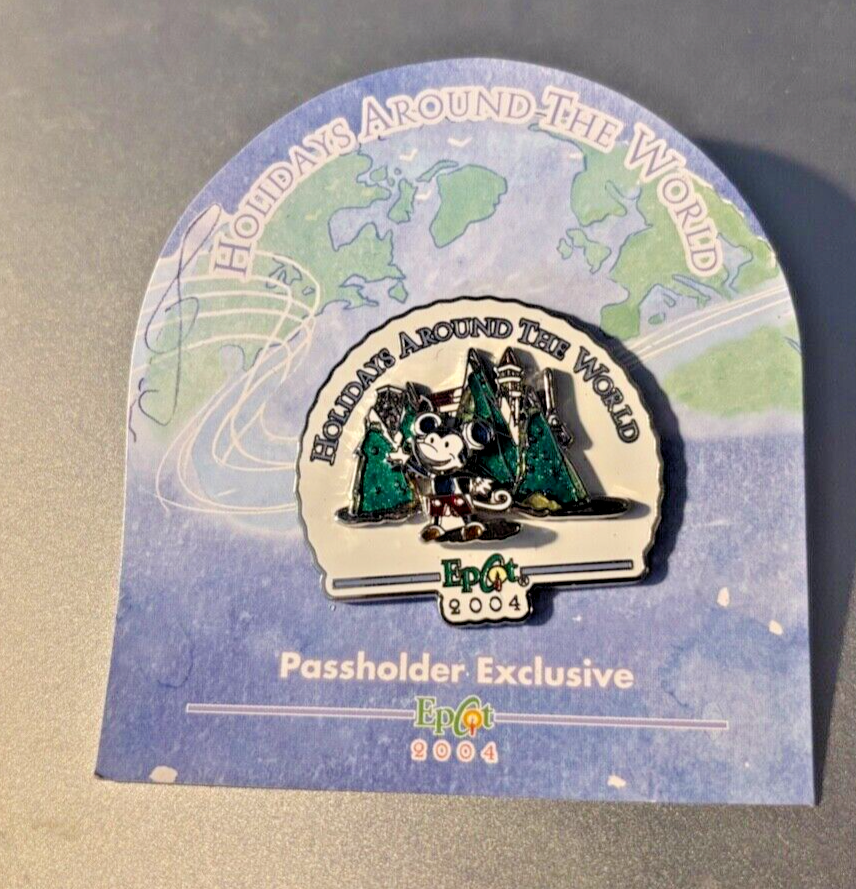 HOLIDAYS AROUND THE WORLD
HOLIDAYS AROUND THE WORLD
Epcot®
2004
Passholder Exclusive
Epcot
2004